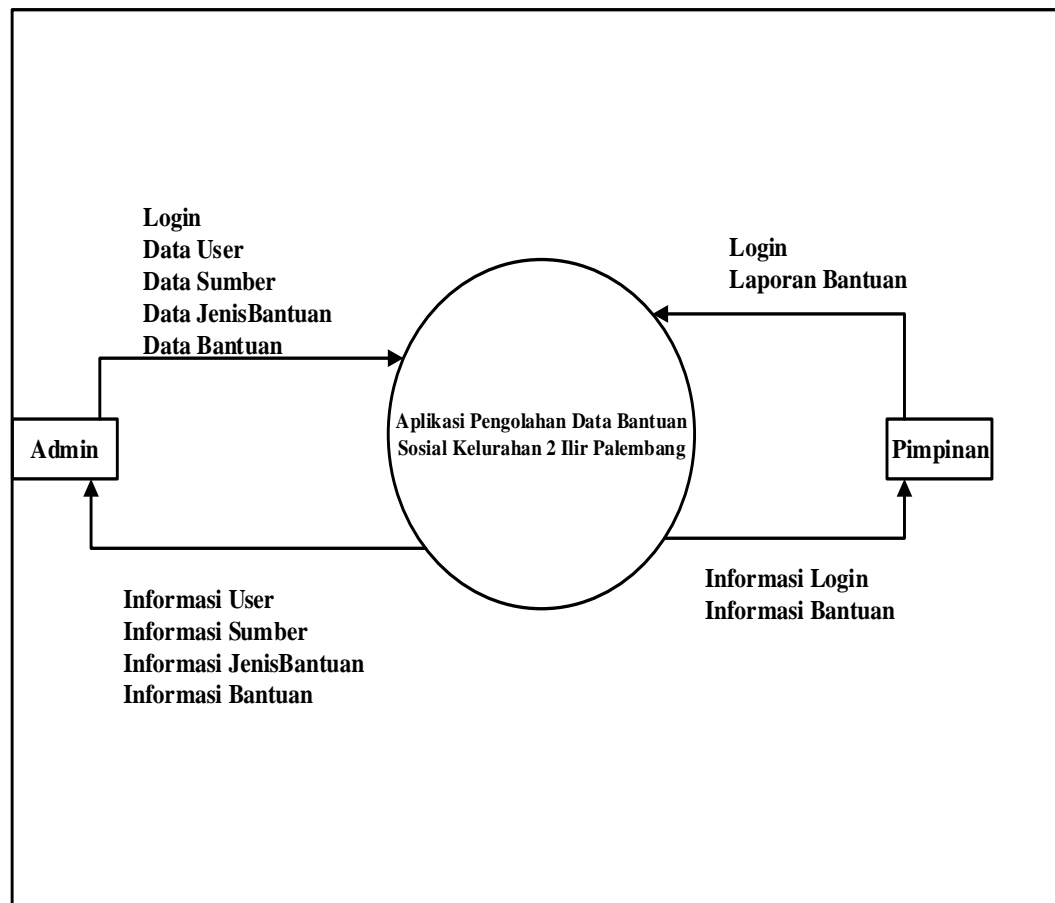 Login
Data User
Data Sumber
Data JenisBantuan
Data Bantuan
Login
Laporan Bantuan
Aplikasi Pengolahan Data Bantuan
Sosial Kelurahan 2 Ilir Palembang
Admin
Pimpinan
Informasi User
Informasi Sumber
Informasi JenisBantuan
Informasi Bantuan
Informasi Login
Informasi Bantuan